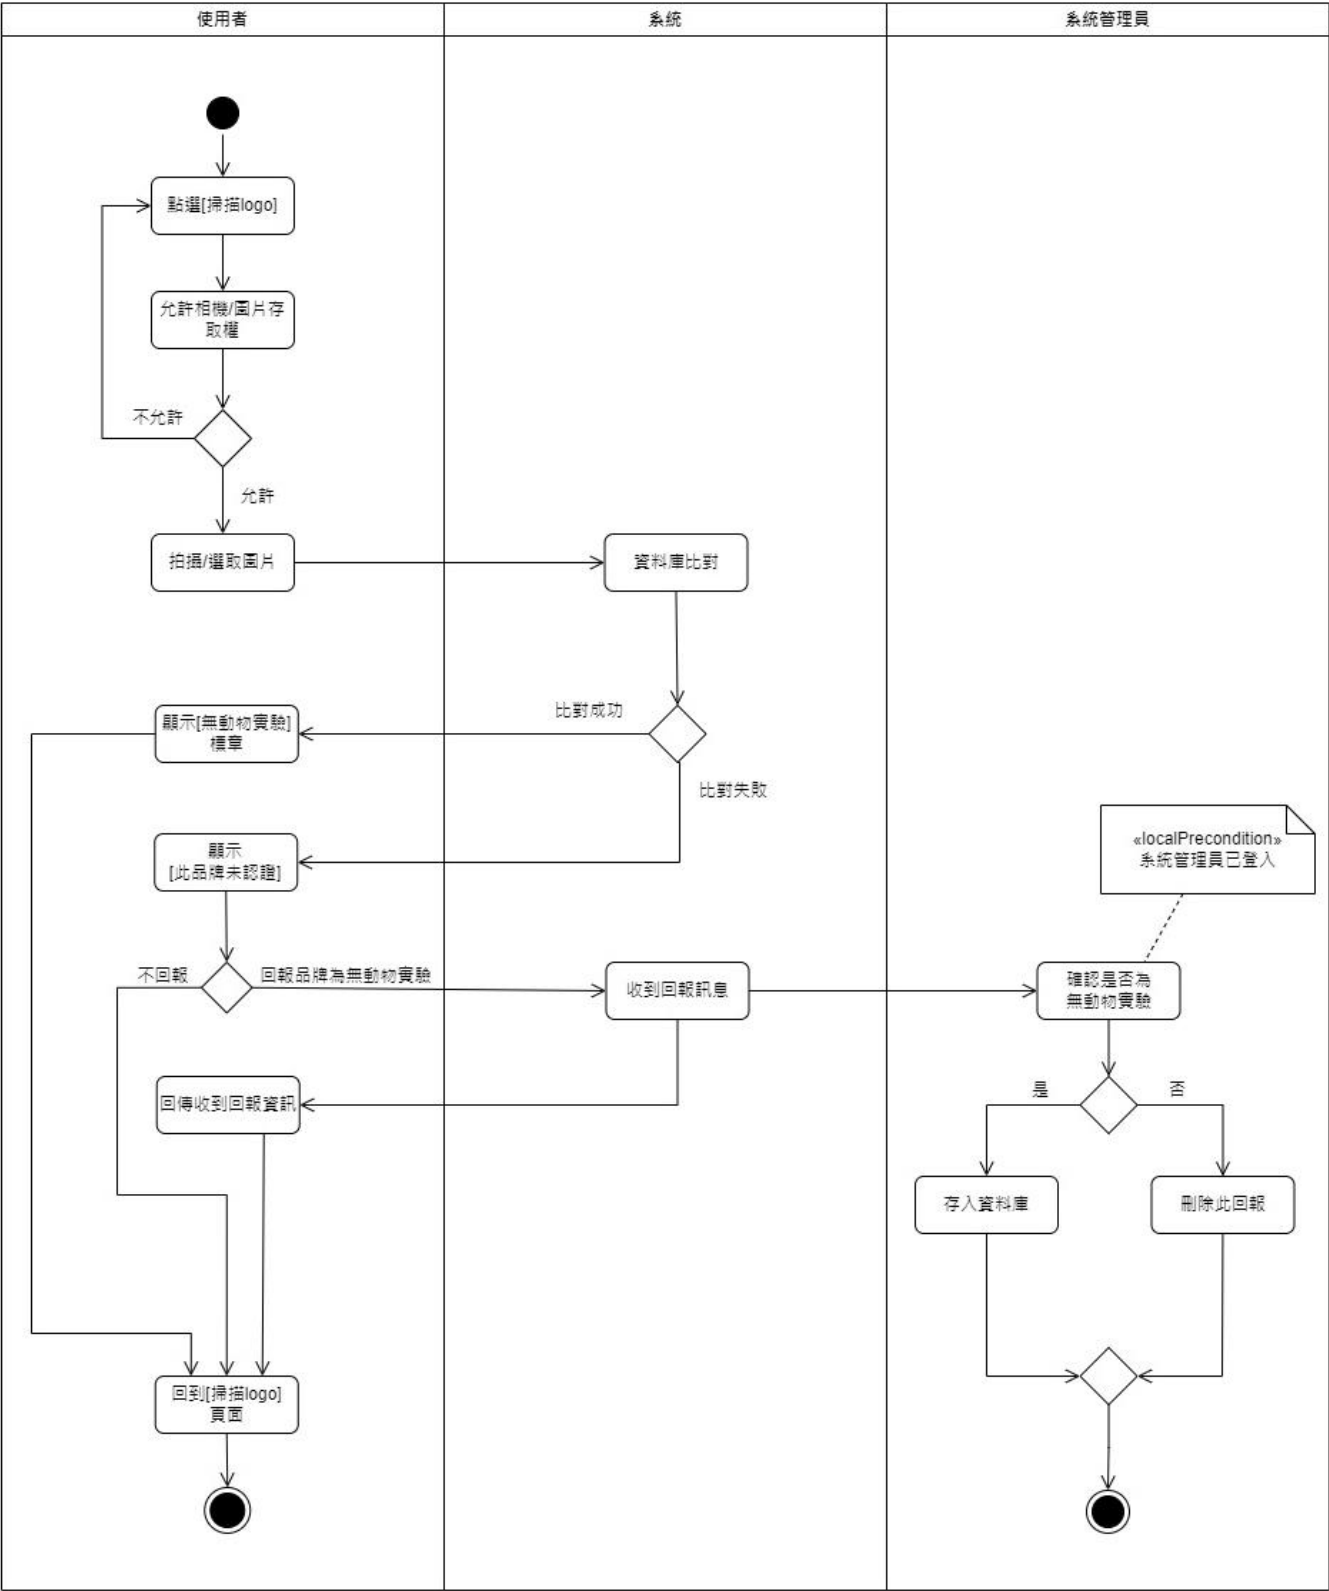 使用者
系統
系統管理員
點選[掃描logo]
允許相機/圖片存
取權
不允許
允許
拍攝/選取圖片
資料庫比對
比對成功
顯示[無動物實驗]
標章
比對失敗
顯示
[此品牌未認證]
«localPrecondition»
系統管理員已登入
不回報
回報品牌為無動物實驗
收到回報訊息
確認是否為
無動物實驗
回傳收到回報資訊
是
否
存入資料庫
刪除此回報
回到[掃描logo]
頁面